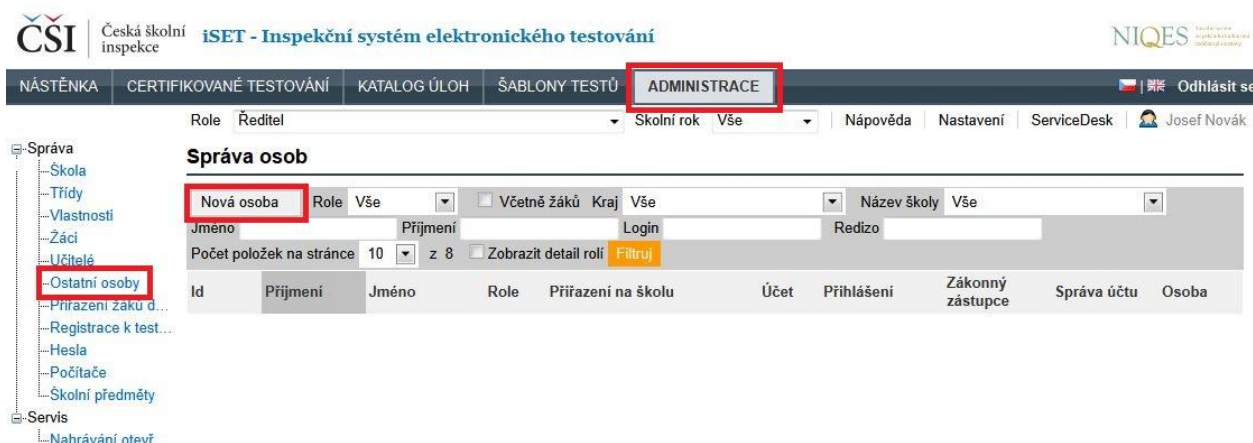 ČŠI
Česká školní
inspekce
iSET - Inspekční systém elektronického testování
NIQES
NÁSTĚNKA CERTIFIKOVANÉ TESTOVÁNÍ KATALOG ÚLOH ŠABLONY TESTŮ ADMINISTRACE Odhlásit se
Role Ředitel Školní rok Vše Nápověda Nastavení ServiceDesk Josef Novák
Správa
Škola
Třídy
Vlastnosti
Žáci
Učitelé
Ostatní osoby
Přiřazení žáků d...
Registrace k test...
Hesla
Počítače
Školní předměty
Servis
Nahrávání otevř
Správa osob
Nová osoba Role Vše Včetně žáků Kraj Vše Název školy Vše
Jméno Příjmení Login Redizo
Počet položek na stránce 10 z 8 Zobrazit detail rolí Filtruj
Id Příjmení Jméno Role Přiřazení na školu Účet Přihlášení Zákonný Správa účtu Osoba
zástupce